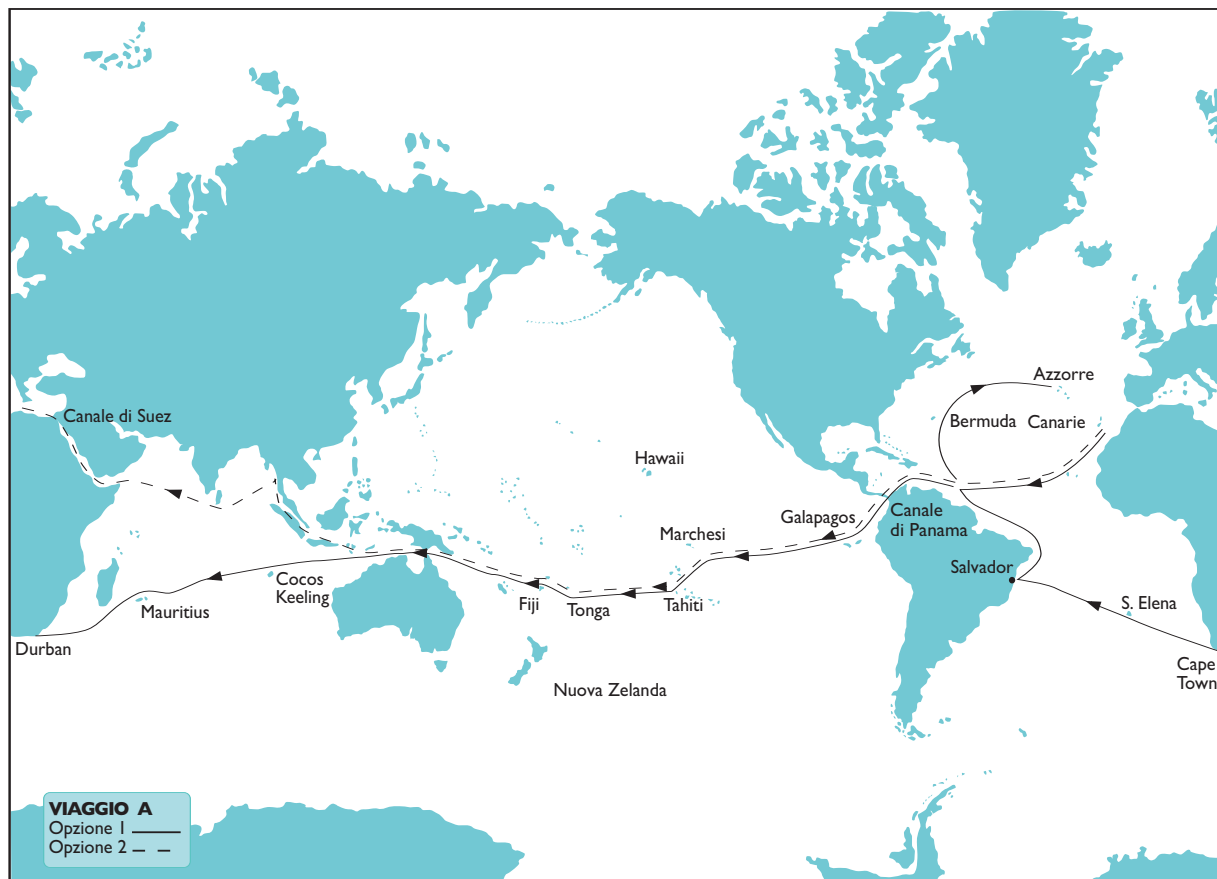 Azzorre
Canale di Suez
Bermuda
Canarie
Hawaii
Galapagos
Canale
di Panama
Marchesi
Salvador
Cocos
Keeling
Mauritius
Fiji
Tonga
Tahiti
S. Elena
Durban
Cape
Town
Nuova Zelanda
VIAGGIO A
Opzione 1
Opzione 2